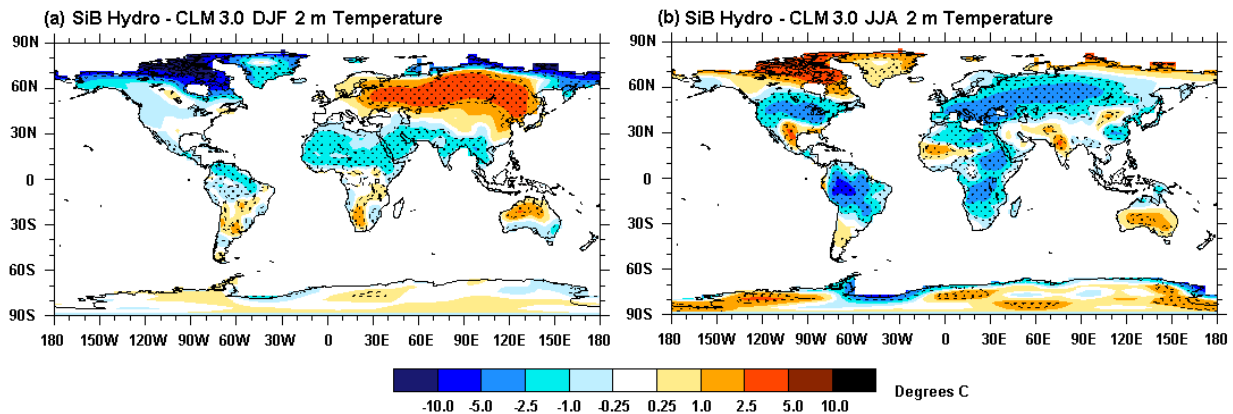 (a) SiB Hydro - CLM 3.0 DJF 2 m Temperature
90N
60N
30N
0
30S
60S
90S
180 150W 120W 90W 60W 30W 0 30E 60E 90E 120E 150E 180
(b) SiB Hydro - CLM 3.0 JJA 2 m Temperature
90N
60N
30N
0
30S
60S
90S
180 150W 120W 90W 60W 30W 0 30E 60E 90E 120E 150E 180
-10.0 -5.0 -2.5 -1.0 -0.25 0.25 1.0 2.5 5.0 10.0
Degrees C